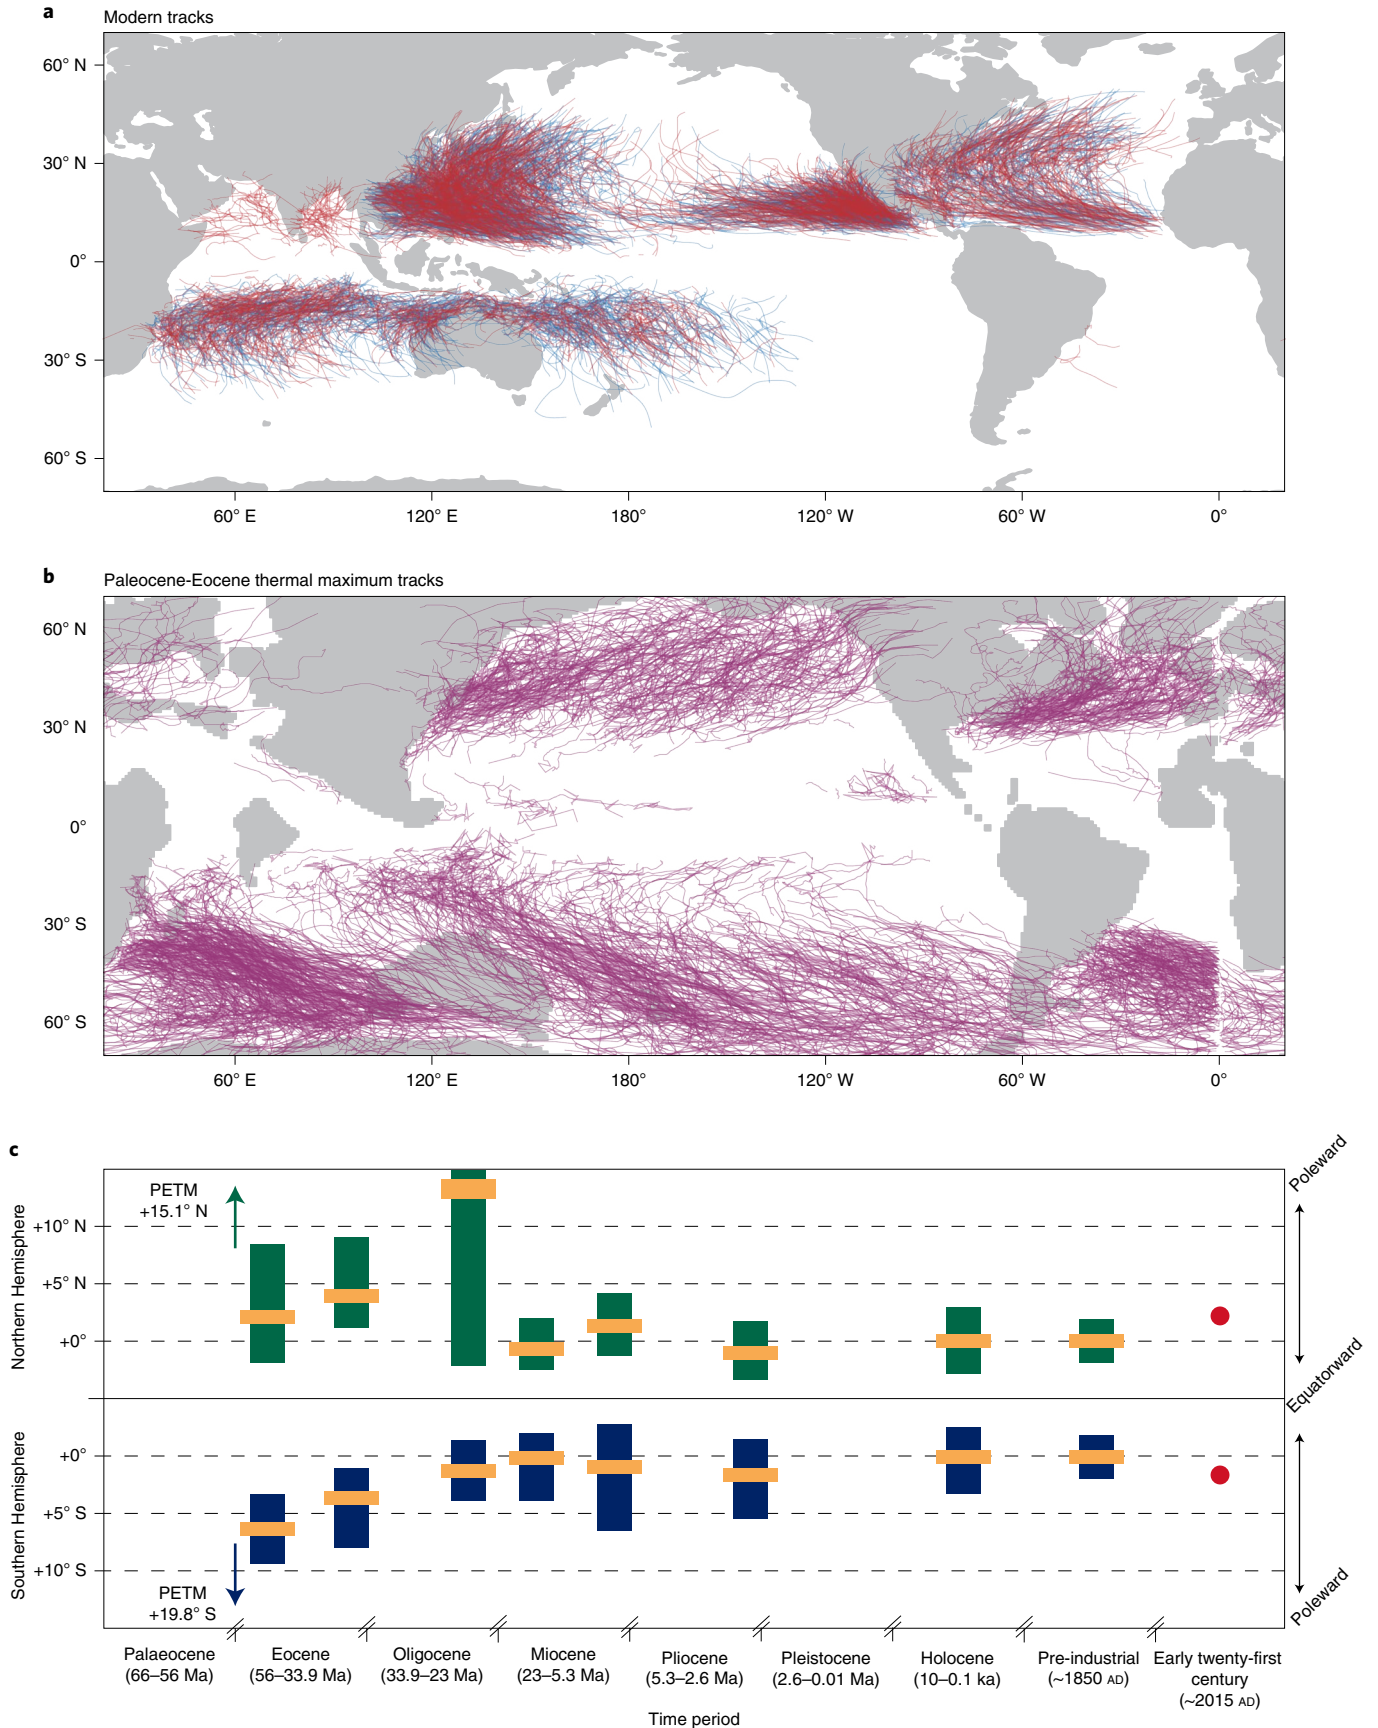 a
Modern tracks
60° N
30° N
0°
30° S
60° S
60° E
120° E
180°
120° W
60° W
0°
b
Paleocene-Eocene thermal maximum tracks
60° N
30° N
0°
30° S
60° S
60° E
120° E
180°
120° W
60° W
0°
c
Northern Hemisphere
Southern Hemisphere
+10° N
+5° N
+0°
+0°
+5° S
+10° S
PETM
+15.1° N
PETM
+19.8° S
Poleward
Equatorward
Poleward
Palaeocene
(66–56 Ma)
Eocene
(56–33.9 Ma)
Oligocene
(33.9–23 Ma)
Miocene
(23–5.3 Ma)
Pliocene
(5.3–2.6 Ma)
Pleistocene
(2.6–0.01 Ma)
Holocene
(10–0.1 ka)
Pre-industrial
(~1850 AD)
Early twenty-first
century
(~2015 AD)
Time period